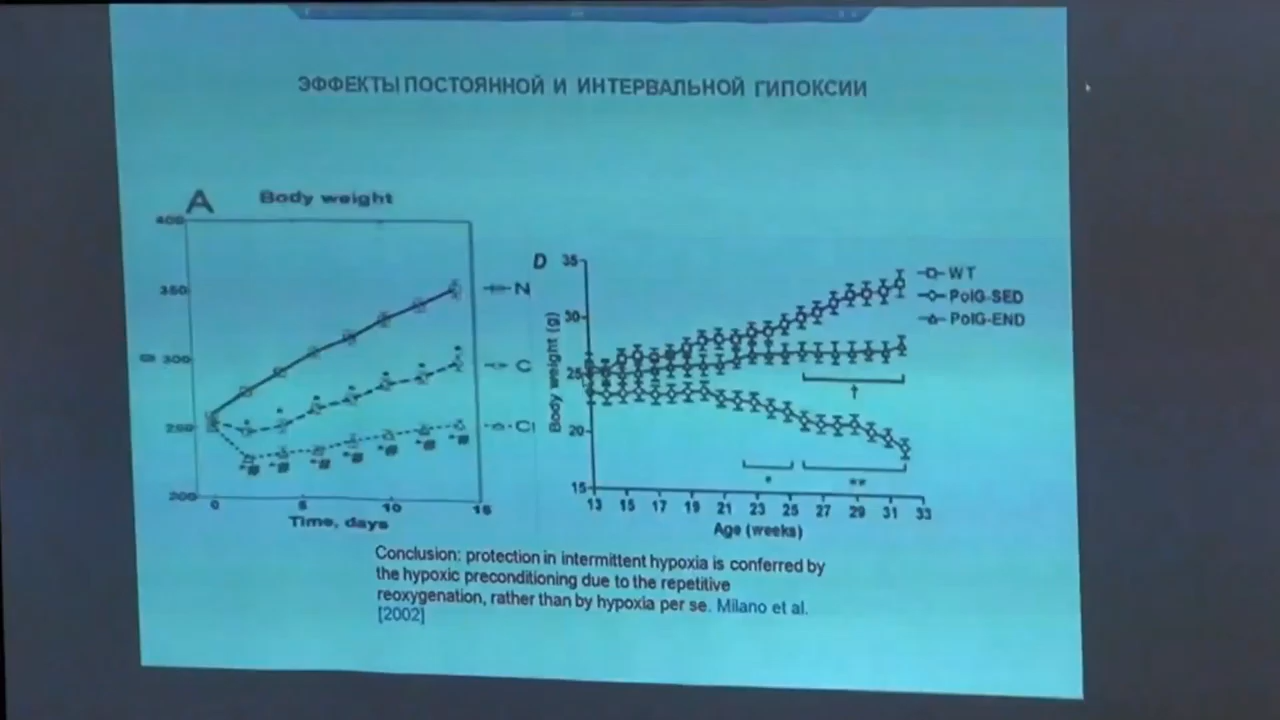 ЭФФЕКТЫ ПОСТОЯННОЙ И ИНТЕРВАЛЬНОЙ ГИПОКСИИ
A
Body weight
400
350
300
250
200
0
5
10
15
Time, days
N
C
CI
D
35
30
25
20
15
Body weight (g)
13 15 17 19 21 23 25 27 29 31 33
Age (weeks)
WT
PolG-SED
PolG-END
†
*
**
Conclusion: protection in intermittent hypoxia is conferred by
the hypoxic preconditioning due to the repetitive
reoxygenation, rather than by hypoxia per se. Milano et al.
[2002]